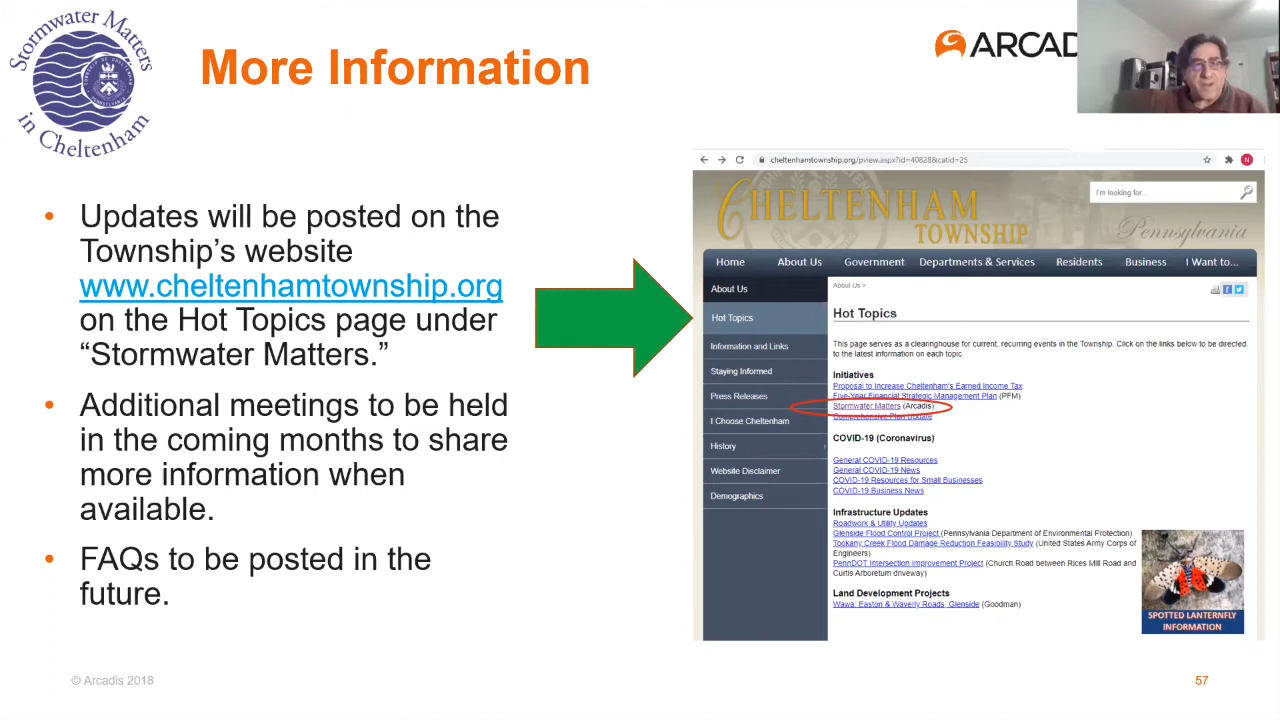 Stormwater Matters
in Cheltenham
More Information
ARCAD
• Updates will be posted on the
Township’s website
www.cheltenhamtownship.org
on the Hot Topics page under
“Stormwater Matters.”
• Additional meetings to be held
in the coming months to share
more information when
available.
• FAQs to be posted in the
future.
cheltenhamtownship.org/pview.aspx?id=40828&catid=25
N
CHELTENHAM
TOWNSHIP
Pennsylvania
I'm looking for...
Home About Us Government Departments & Services Residents Business I Want to...
About Us
Hot Topics
Information and Links
Staying Informed
Press Releases
I Choose Cheltenham
History
Website Disclaimer
Demographics
About Us >
Hot Topics
This page serves as a clearinghouse for current, recurring events in the Township. Click on the links below to be directed
to the latest information on each topic.
Initiatives
Proposal to Increase Cheltenham's Earned Income Tax
Five-Year Financial Strategic Management Plan (PFM)
Stormwater Matters (Arcadis)
Comprehensive Plan Update
COVID-19 (Coronavirus)
General COVID-19 Resources
General COVID-19 News
COVID-19 Resources for Small Businesses
COVID-19 Business News
Infrastructure Updates
Roadwork & Utility Updates
Glenside Flood Control Project (Pennsylvania Department of Environmental Protection)
Tookany Creek Flood Damage Reduction Feasibility Study (United States Army Corps of
Engineers)
PennDOT Intersection Improvement Project (Church Road between Rices Mill Road and
Curtis Arboretum driveway)
Land Development Projects
Wawa: Easton & Waverly Roads, Glenside (Goodman)
SPOTTED LANTERNFLY
INFORMATION
© Arcadis 2018
57